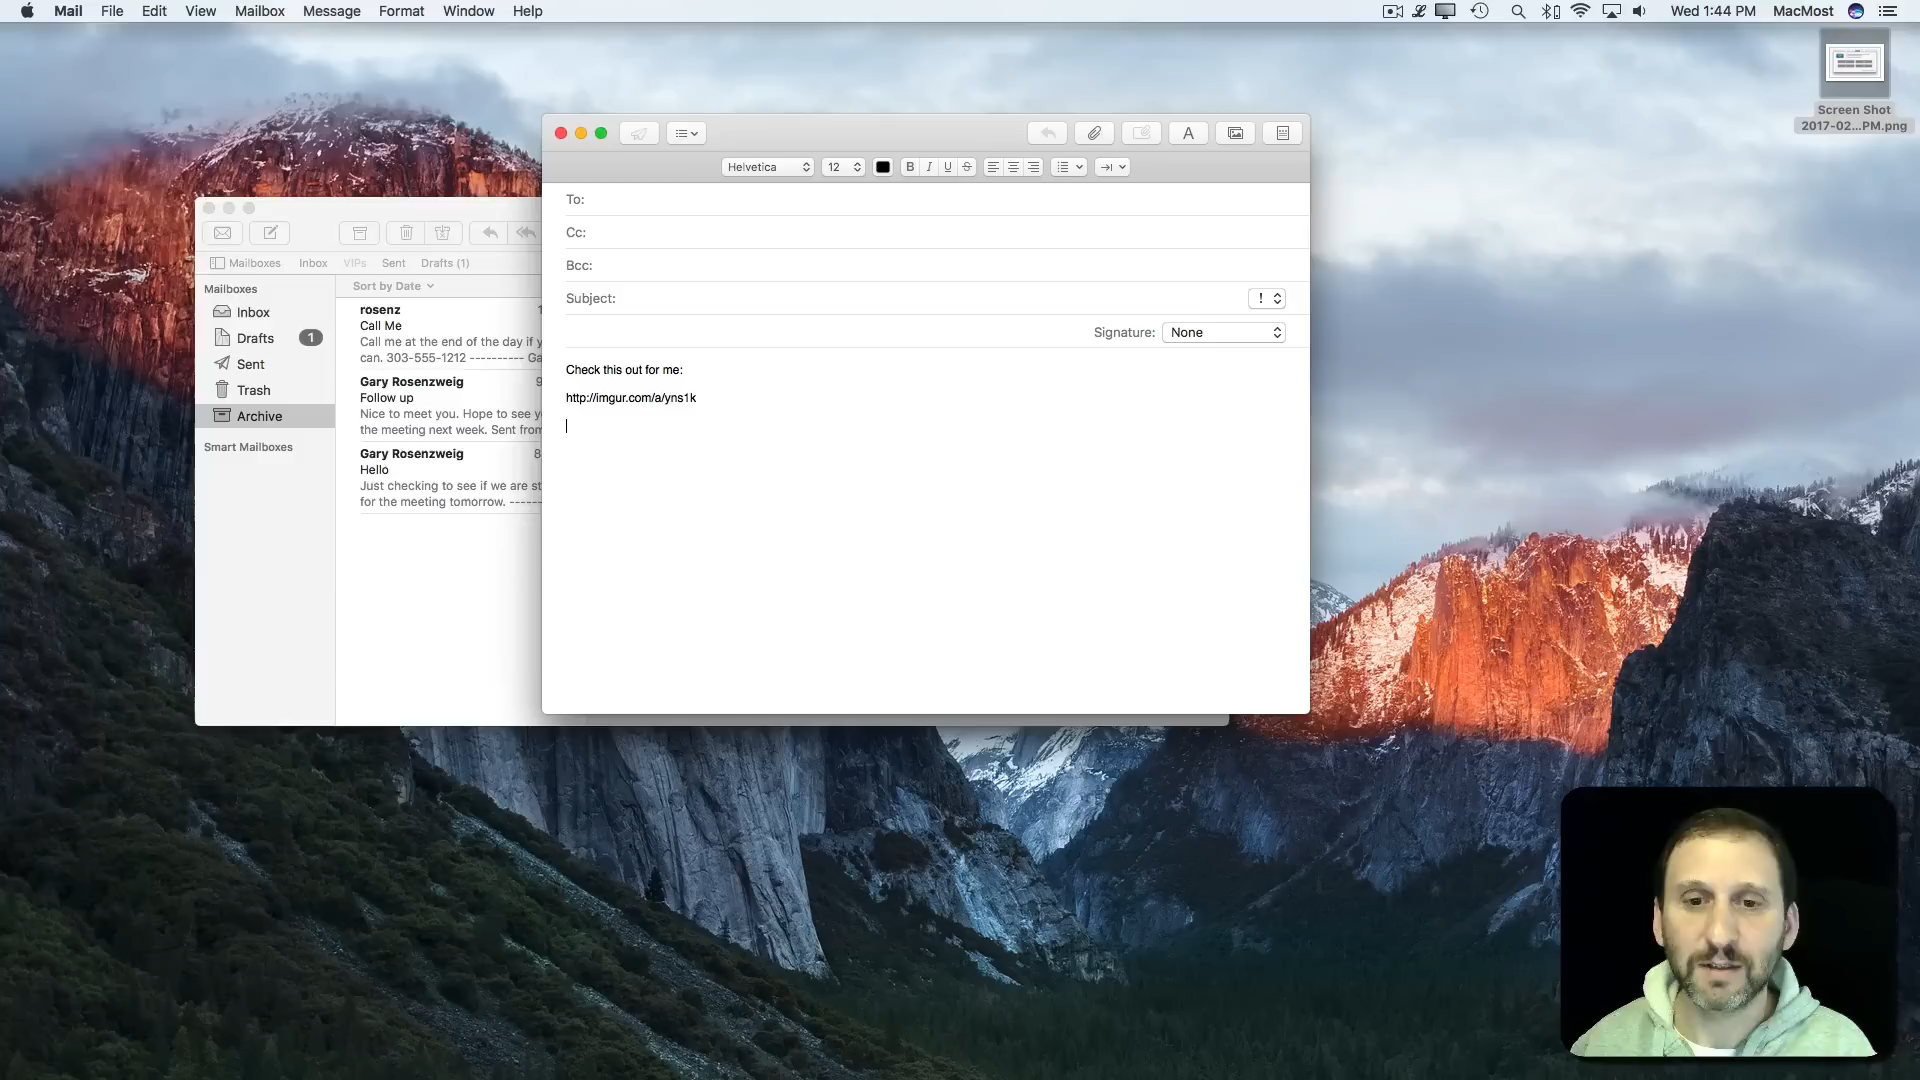 Mail File Edit View Mailbox Message Format Window Help
Wed 1:44 PM MacMost
Screen Shot
2017-02...PM.png
A
Helvetica 12 B I U S
To:
Cc:
Bcc:
Subject: !
Signature: None
Check this out for me:
http://imgur.com/a/yns1k
Mailboxes Inbox VIPs Sent Drafts (1)
Mailboxes
Inbox
Drafts 1
Sent
Trash
Archive
Smart Mailboxes
Sort by Date
rosenz 1
Call Me
Call me at the end of the day if y
can. 303-555-1212 ---------- Ga
Gary Rosenzweig 9
Follow up
Nice to meet you. Hope to see y
the meeting next week. Sent from
Gary Rosenzweig 8
Hello
Just checking to see if we are st
for the meeting tomorrow. -----